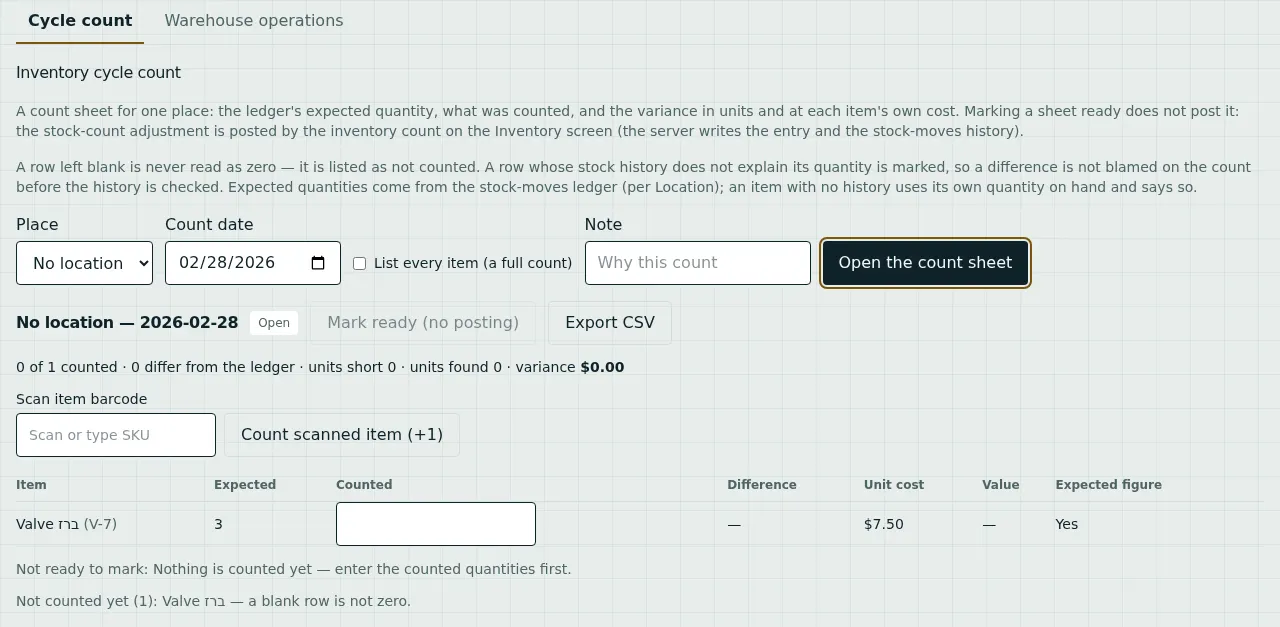 Cycle count Warehouse operations
Inventory cycle count
A count sheet for one place: the ledger's expected quantity, what was counted, and the variance in units and at each item's own cost. Marking a sheet ready does not post it:
the stock-count adjustment is posted by the inventory count on the Inventory screen (the server writes the entry and the stock-moves history).
A row left blank is never read as zero — it is listed as not counted. A row whose stock history does not explain its quantity is marked, so a difference is not blamed on the count
before the history is checked. Expected quantities come from the stock-moves ledger (per Location); an item with no history uses its own quantity on hand and says so.
Place Count date Note
No location 02/28/2026 List every item (a full count) Why this count Open the count sheet
No location — 2026-02-28 Open Mark ready (no posting) Export CSV
0 of 1 counted · 0 differ from the ledger · units short 0 · units found 0 · variance $0.00
Scan item barcode
Scan or type SKU Count scanned item (+1)
Item Expected Counted Difference Unit cost Value Expected figure
Valve ברז (V-7) 3 — $7.50 — Yes
Not ready to mark: Nothing is counted yet — enter the counted quantities first.
Not counted yet (1): Valve ברז — a blank row is not zero.